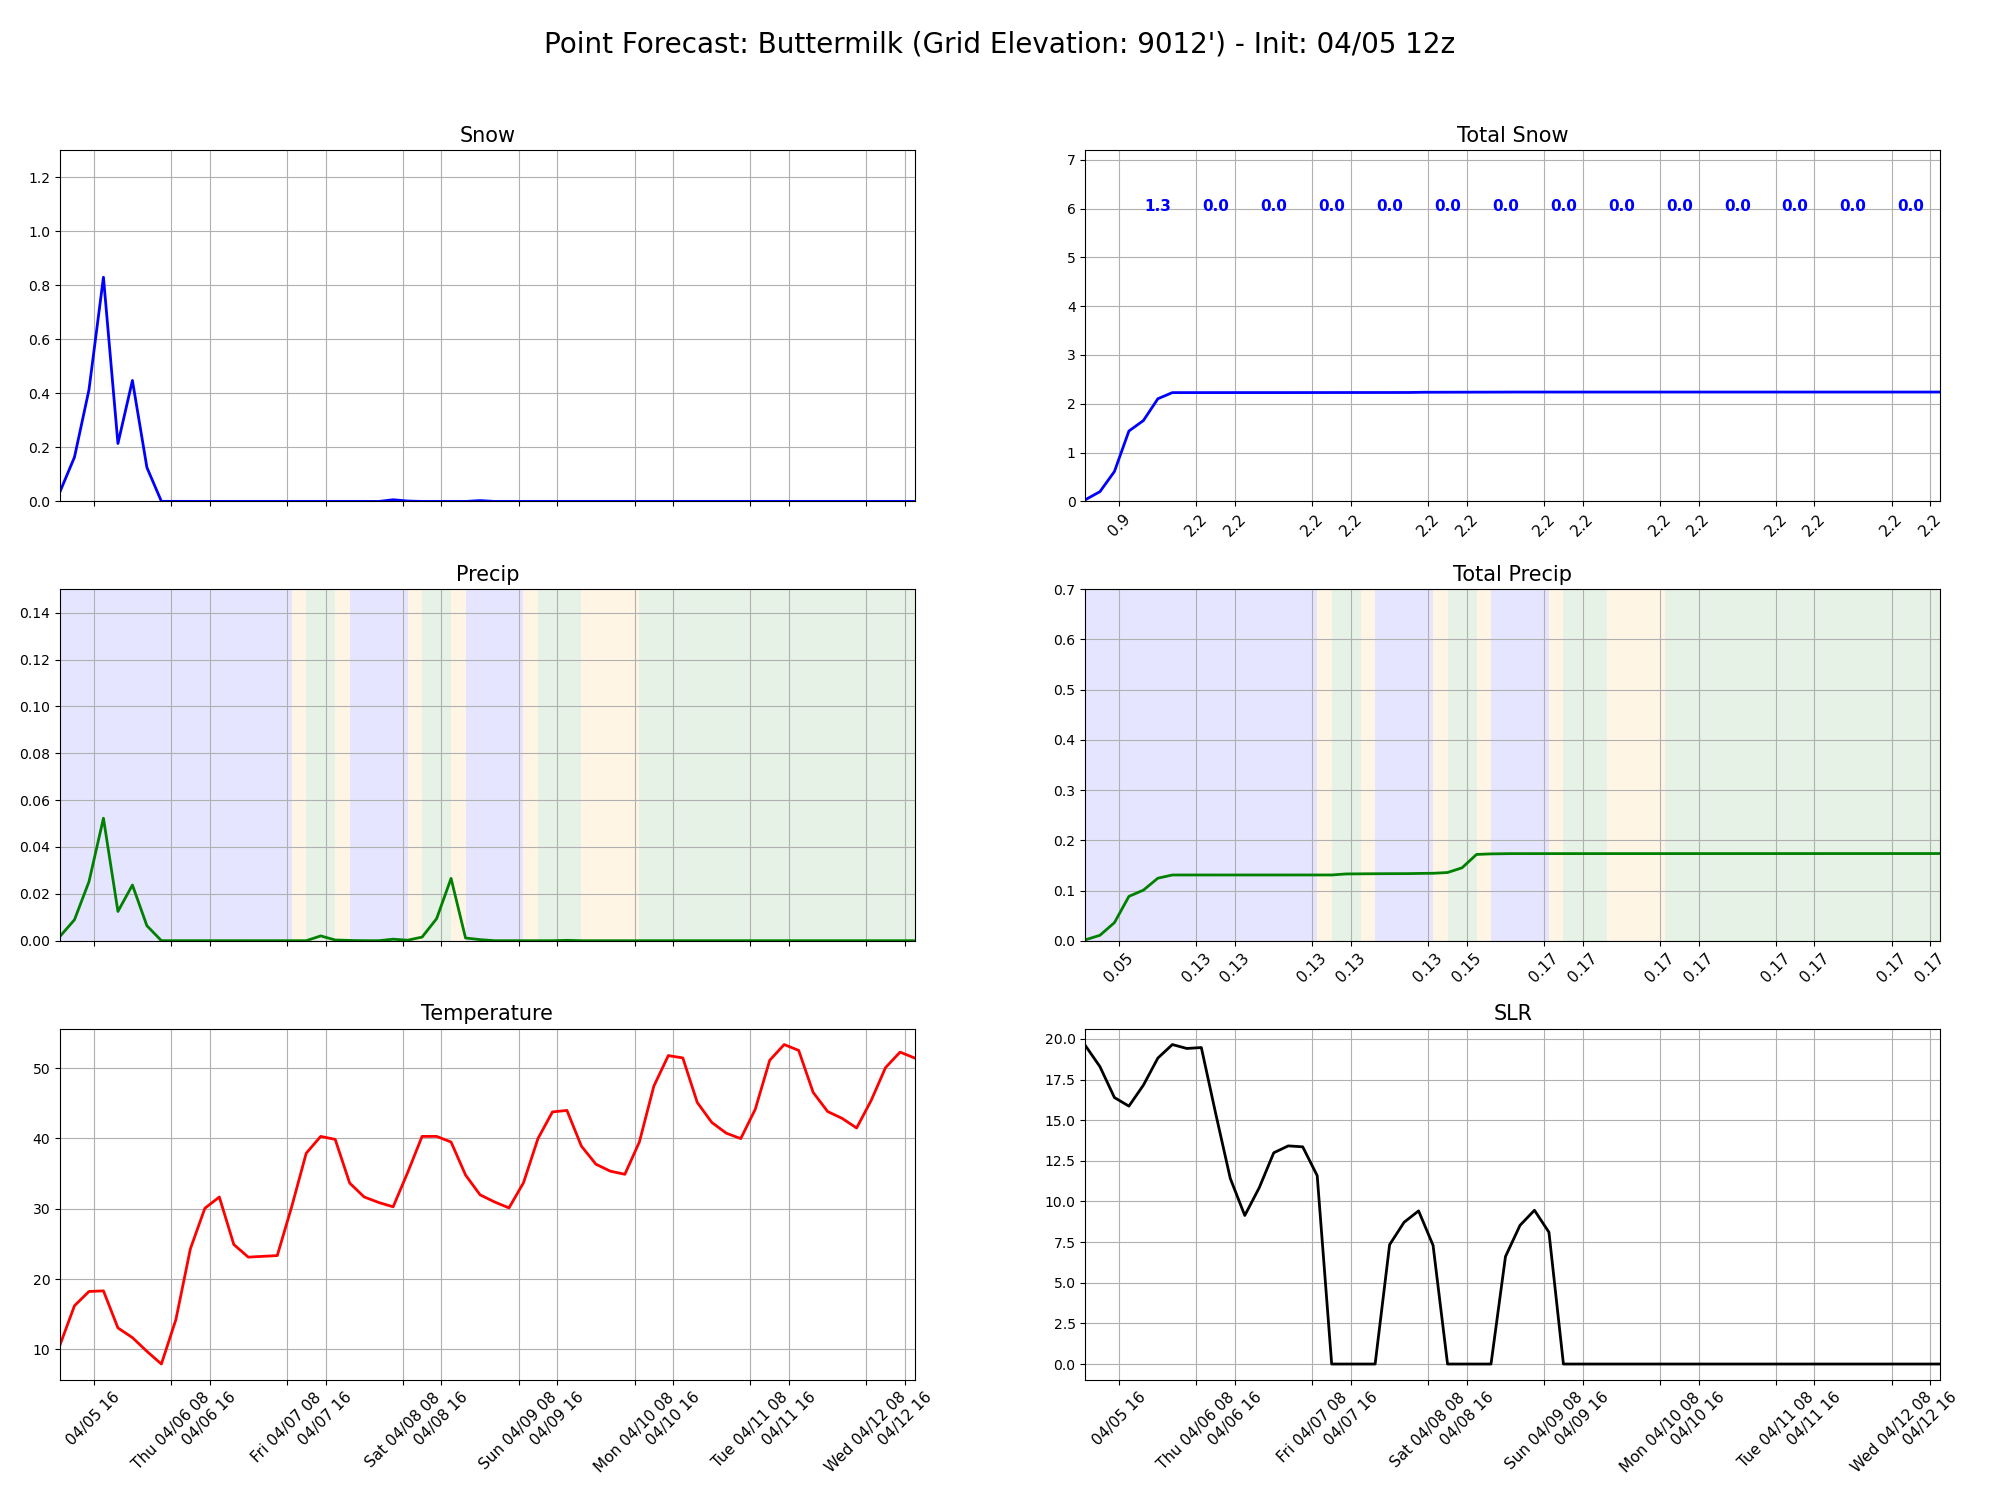 Point Forecast: Buttermilk (Grid Elevation: 9012') - Init: 04/05 12z
Snow
1.2
1.0
0.8
0.6
0.4
0.2
0.0
Total Snow
7
6
5
4
3
2
1
0
1.3 0.0 0.0 0.0 0.0 0.0 0.0 0.0 0.0 0.0 0.0 0.0 0.0 0.0
0.9 2.2 2.2 2.2 2.2 2.2 2.2 2.2 2.2 2.2 2.2 2.2 2.2 2.2 2.2
Precip
0.14
0.12
0.10
0.08
0.06
0.04
0.02
0.00
Total Precip
0.7
0.6
0.5
0.4
0.3
0.2
0.1
0.0
0.05 0.13 0.13 0.13 0.13 0.13 0.15 0.17 0.17 0.17 0.17 0.17 0.17 0.17 0.17
Temperature
50
40
30
20
10
04/05 16
Thu 04/06 08
04/06 16
Fri 04/07 08
04/07 16
Sat 04/08 08
04/08 16
Sun 04/09 08
04/09 16
Mon 04/10 08
04/10 16
Tue 04/11 08
04/11 16
Wed 04/12 08
04/12 16
SLR
20.0
17.5
15.0
12.5
10.0
7.5
5.0
2.5
0.0
04/05 16
Thu 04/06 08
04/06 16
Fri 04/07 08
04/07 16
Sat 04/08 08
04/08 16
Sun 04/09 08
04/09 16
Mon 04/10 08
04/10 16
Tue 04/11 08
04/11 16
Wed 04/12 08
04/12 16